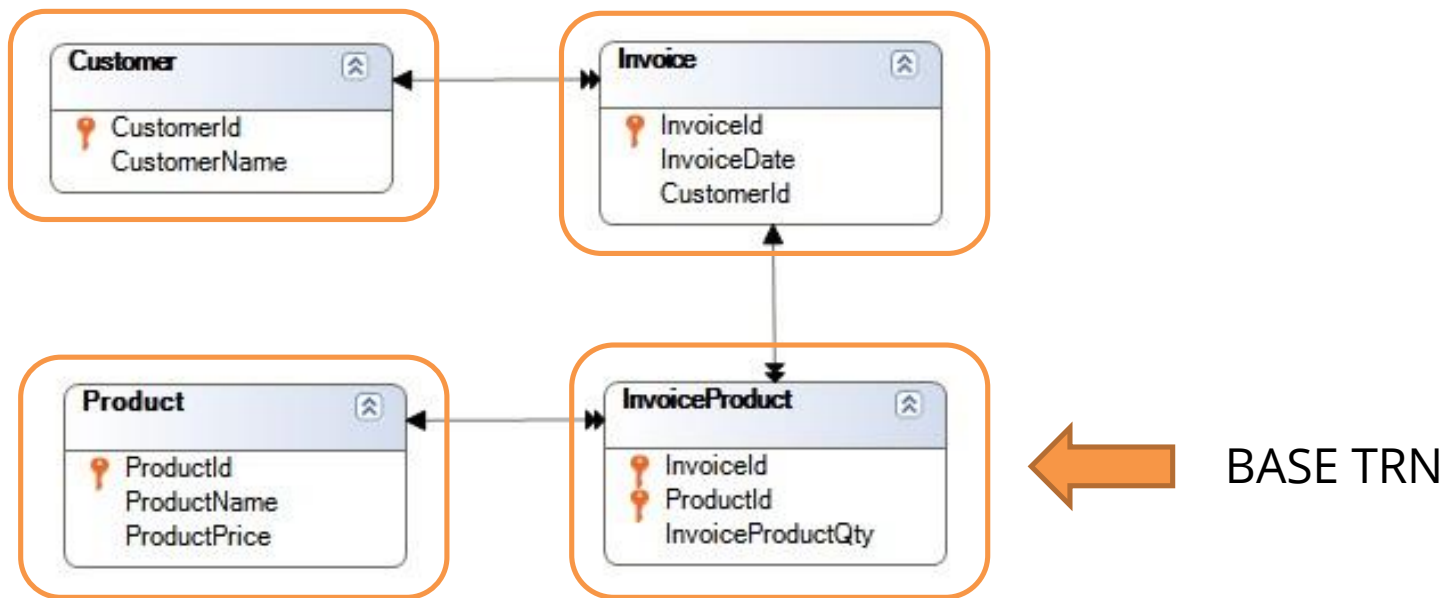 Customer
CustomerId
CustomerName
Invoice
InvoiceId
InvoiceDate
CustomerId
Product
ProductId
ProductName
ProductPrice
InvoiceProduct
InvoiceId
ProductId
InvoiceProductQty
BASE TRN